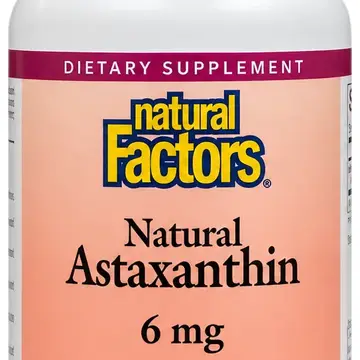 DIETARY SUPPLEMENT
natural
Factors®
Natural
Astaxanthin
6 mg